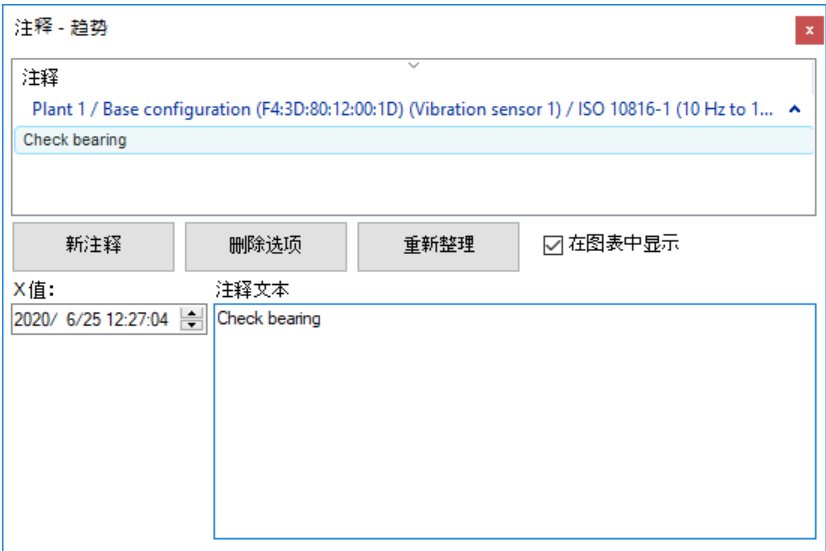 注释 - 趋势
x
注释
Plant 1 / Base configuration (F4:3D:80:12:00:1D) (Vibration sensor 1) / ISO 10816-1 (10 Hz to 1...
Check bearing
新注释 删除选项 重新整理 在图表中显示
X值: 注释文本
2020/ 6/25 12:27:04 Check bearing